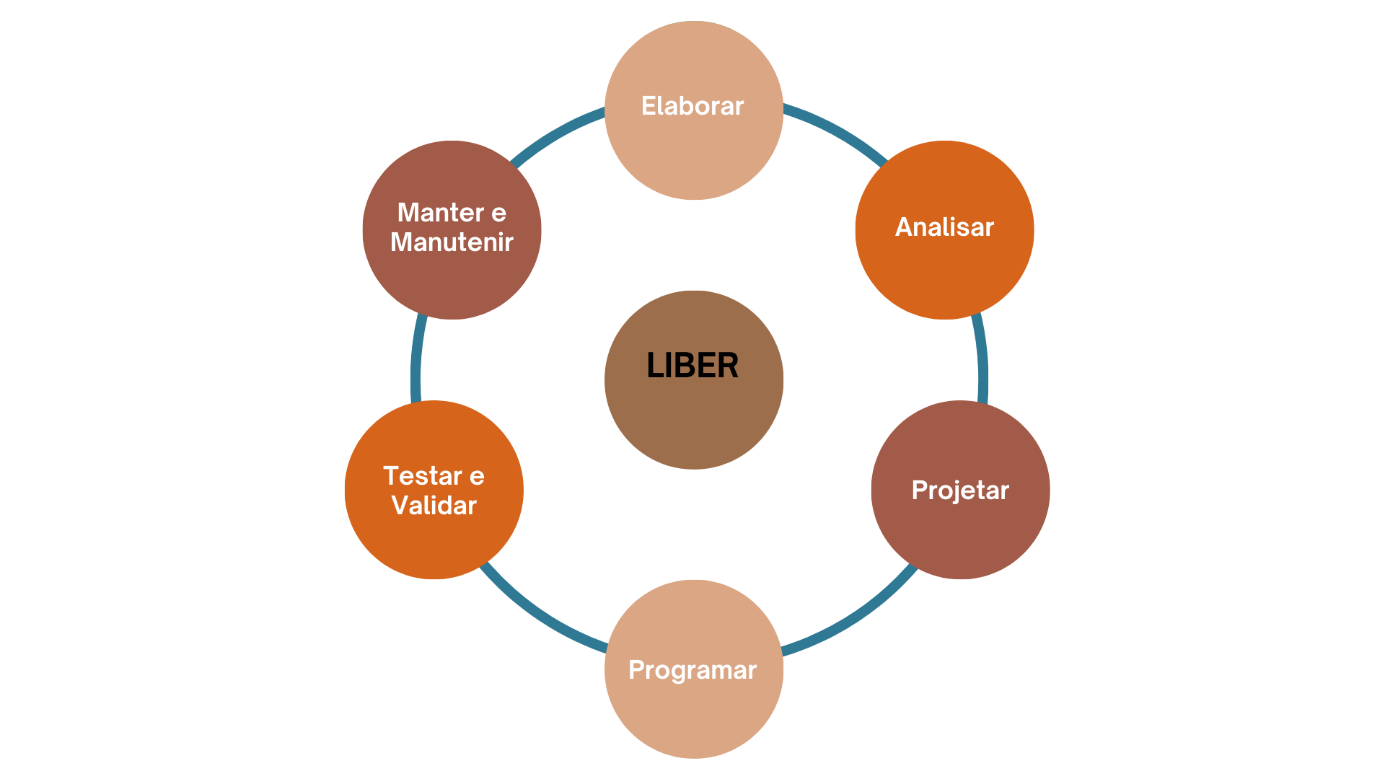 Elaborar
Analisar
Manter e
Manutenir
LIBER
Projetar
Testar e
Validar
Programar